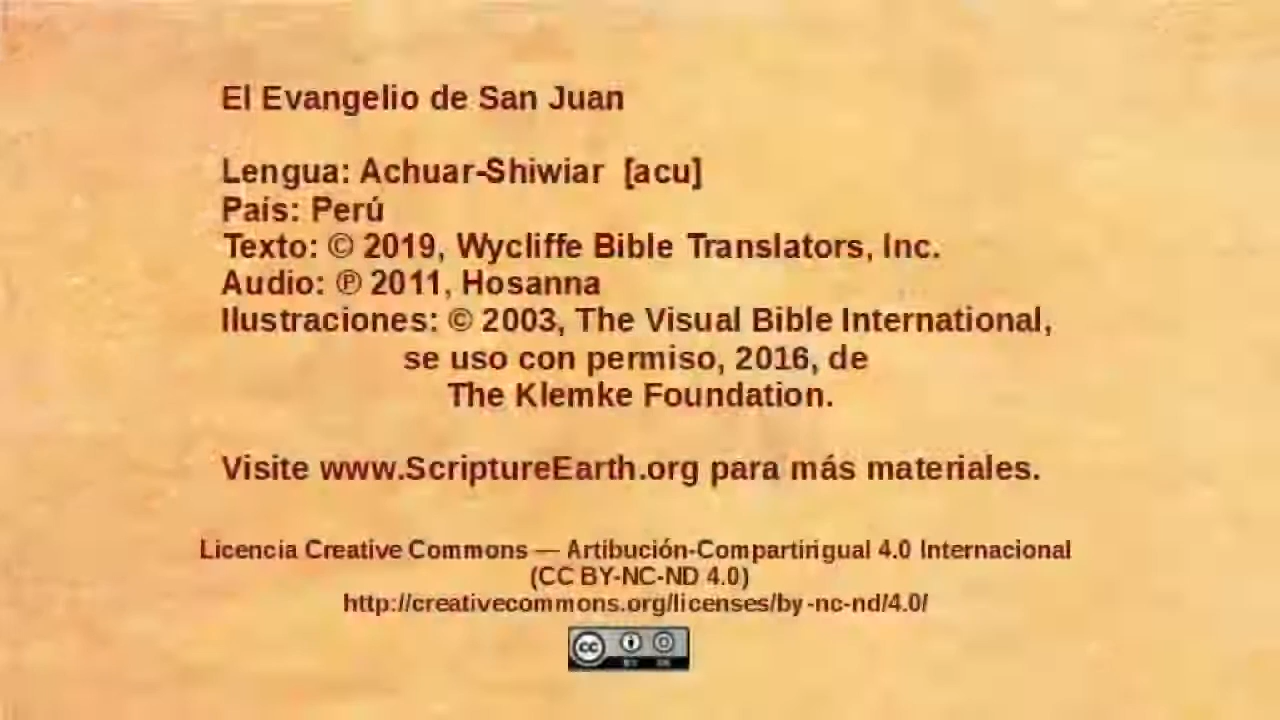 El Evangelio de San Juan
Lengua: Achuar-Shiwiar [acu]
País: Perú
Texto: © 2019, Wycliffe Bible Translators, Inc.
Audio: ℗ 2011, Hosanna
Ilustraciones: © 2003, The Visual Bible International,
se uso con permiso, 2016, de
The Klemke Foundation.
Visite www.ScriptureEarth.org para más materiales.
Licencia Creative Commons — Artibución-Compartirigual 4.0 Internacional
(CC BY-NC-ND 4.0)
http://creativecommons.org/licenses/by-nc-nd/4.0/
cc